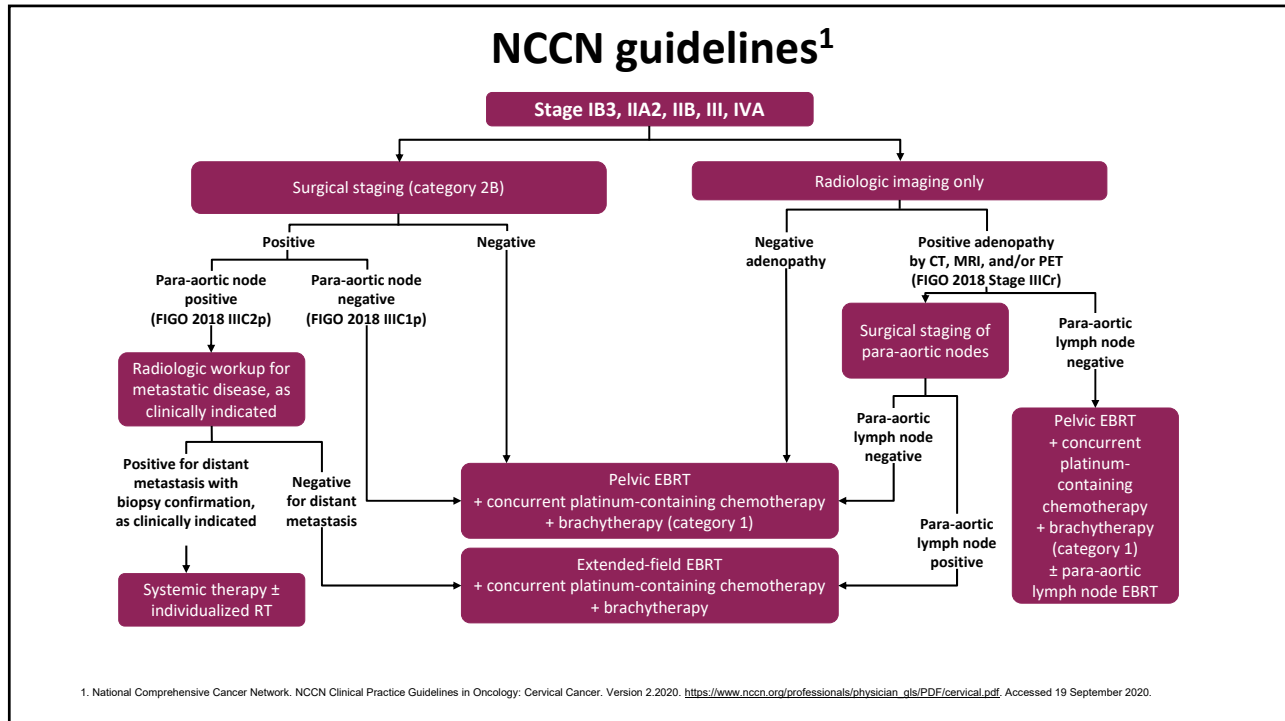 NCCN guidelines¹
Stage IB3, IIA2, IIB, III, IVA
Surgical staging (category 2B)
Radiologic imaging only
Positive
Negative
Negative
adenopathy
Positive adenopathy
by CT, MRI, and/or PET
(FIGO 2018 Stage IIICr)
Para-aortic node
positive
(FIGO 2018 IIIC2p)
Para-aortic node
negative
(FIGO 2018 IIIC1p)
Surgical staging of
para-aortic nodes
Para-aortic
lymph node
negative
Radiologic workup for
metastatic disease, as
clinically indicated
Positive for distant
metastasis with
biopsy confirmation,
as clinically indicated
Negative
for distant
metastasis
Para-aortic
lymph node
negative
Para-aortic
lymph node
positive
Pelvic EBRT
+ concurrent platinum-containing chemotherapy
+ brachytherapy (category 1)
Pelvic EBRT
+ concurrent
platinum-
containing
chemotherapy
+ brachytherapy
(category 1)
± para-aortic
lymph node EBRT
Systemic therapy ±
individualized RT
Extended-field EBRT
+ concurrent platinum-containing chemotherapy
+ brachytherapy
1. National Comprehensive Cancer Network. NCCN Clinical Practice Guidelines in Oncology: Cervical Cancer. Version 2.2020. https://www.nccn.org/professionals/physician_gls/PDF/cervical.pdf. Accessed 19 September 2020.